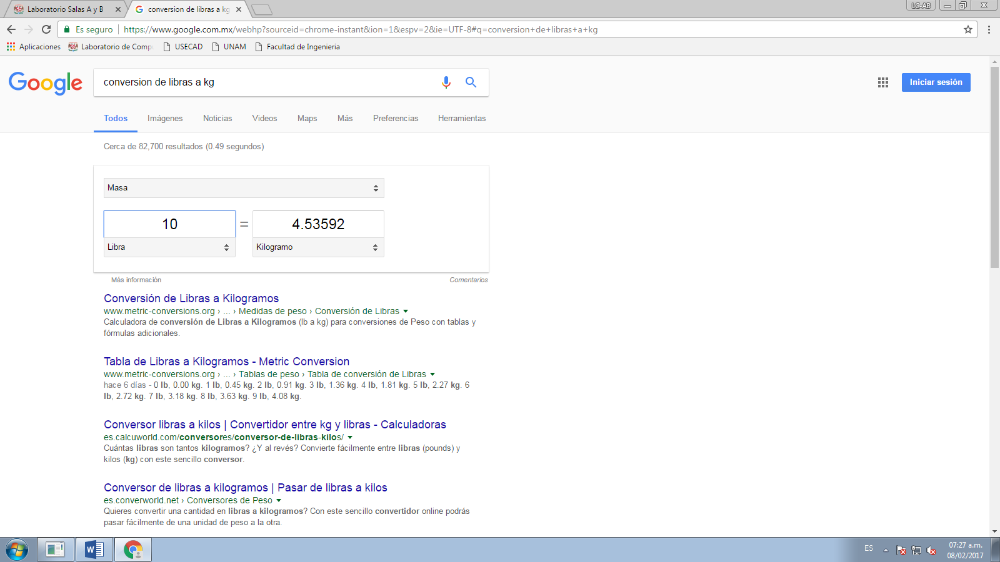 Laboratorio Salas A y B
conversion de libras a kg
LC-AB
Es seguro
https://www.google.com.mx/webhp?sourceid=chrome-instant&ion=1&espv=2&ie=UTF-8#q=conversion+de+libras+a+kg
Aplicaciones
Laboratorio de Comp
USECAD
UNAM
Facultad de Ingenieria
Google
conversion de libras a kg
Iniciar sesión
Todos
Imágenes
Noticias
Videos
Maps
Más
Preferencias
Herramientas
Cerca de 82,700 resultados (0.49 segundos)
Masa
10 = 4.53592
Libra
Kilogramo
Más información
Comentarios
Conversión de Libras a Kilogramos
www.metric-conversions.org › ... › Medidas de peso › Conversión de Libras
Calculadora de conversión de Libras a Kilogramos (lb a kg) para conversiones de Peso con tablas y
fórmulas adicionales.
Tabla de Libras a Kilogramos - Metric Conversion
www.metric-conversions.org › ... › Tablas de peso › Tabla de conversión de Libras
hace 6 días - 0 lb, 0.00 kg. 1 lb, 0.45 kg. 2 lb, 0.91 kg. 3 lb, 1.36 kg. 4 lb, 1.81 kg. 5 lb, 2.27 kg. 6
lb, 2.72 kg. 7 lb, 3.18 kg. 8 lb, 3.63 kg. 9 lb, 4.08 kg.
Conversor libras a kilos | Convertidor entre kg y libras - Calculadoras
es.calcuworld.com/conversores/conversor-de-libras-kilos/
Cuántas libras son tantos kilogramos? ¿Y al revés? Convierte fácilmente entre libras (pounds) y
kilos (kg) con este sencillo conversor.
Conversor de libras a kilogramos | Pasar de libras a kilos
es.converworld.net › Conversores de Peso
Quieres convertir una cantidad en libras a kilogramos? Con este sencillo convertidor online podrás
pasar fácilmente de una unidad de peso a la otra.
W
ES
07:27 a.m.
08/02/2017